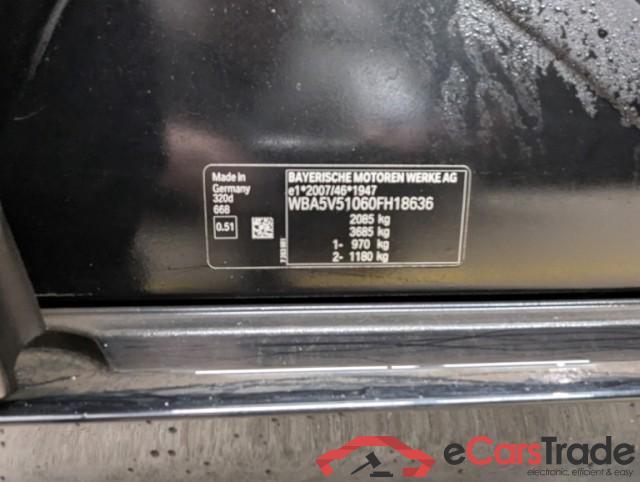 Made in
Germany
320d
668
0.51
BAYERISCHE MOTOREN WERKE AG
e1*2007/46*1947
WBA5V51060FH18636
2085 kg
3685 kg
1- 970 kg
2- 1180 kg
eCarsTrade
electronic, efficient & easy